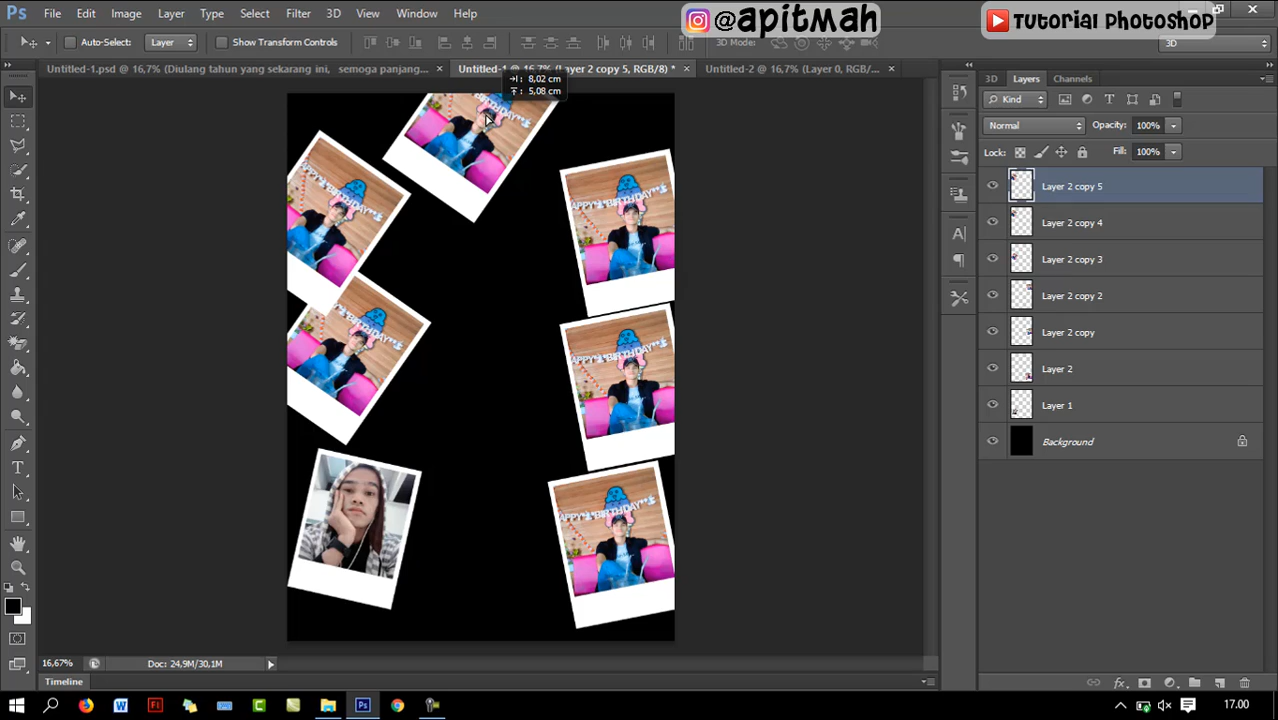 Ps File Edit Image Layer Type Select Filter 3D View Window Help
@apitmah
Tutorial Photoshop
Auto-Select: Layer Show Transform Controls 3D Mode: 3D
Untitled-1.psd @ 16,7% (Diulang tahun yang sekarang ini, semoga panjang... ×
Untitled-1 @ 16,7% (Layer 2 copy 5, RGB/8) * ×
Untitled-2 @ 16,7% (Layer 0, RGB/... ×
8,02 cm
5,08 cm
3D Layers Channels
Kind
Normal Opacity: 100%
Lock: Fill: 100%
Layer 2 copy 5
Layer 2 copy 4
Layer 2 copy 3
Layer 2 copy 2
Layer 2 copy
Layer 2
Layer 1
Background
16,67% Doc: 24,9M/30,1M
Timeline
17.00